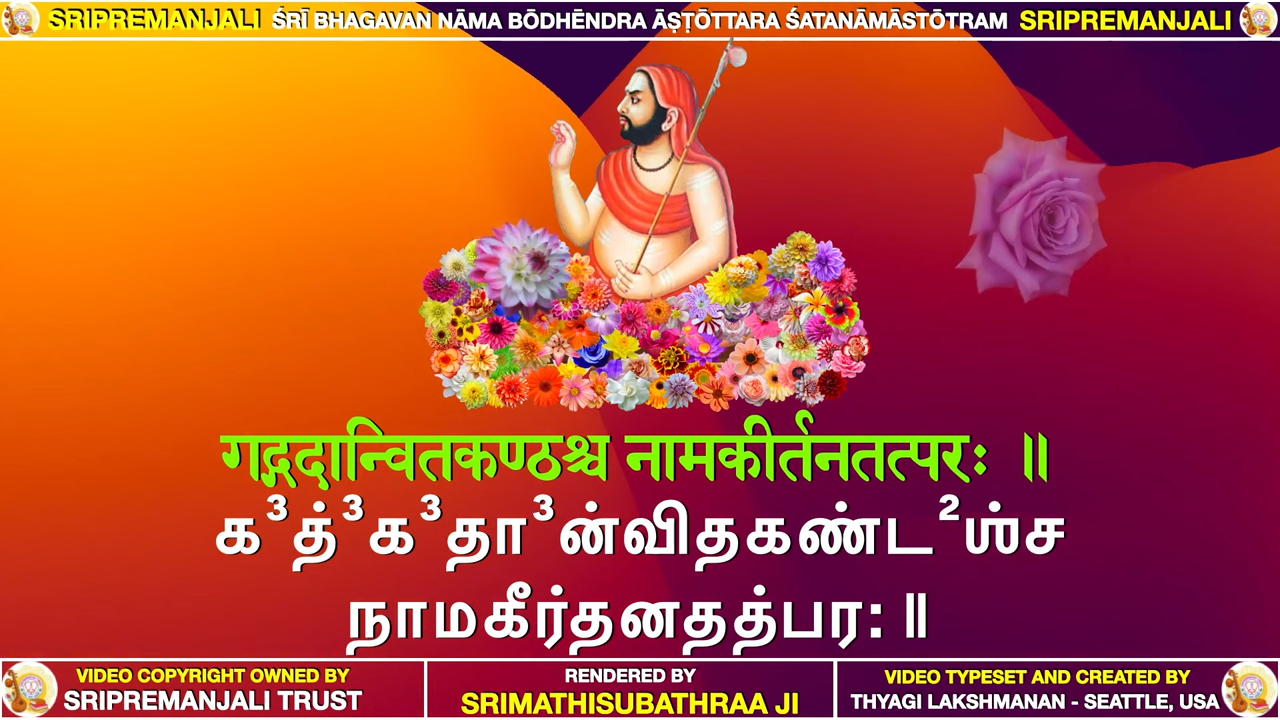 SRIPREMANJALI ŚRĪ BHAGAVAN NĀMA BŌDHĒNDRA ĀṢṬŌTTARA ŚATANĀMĀSTŌTRAM SRIPREMANJALI
गद्गदान्वितकण्ठश्च नामकीर्तनतत्परः ॥
க³த்³க³தா³ன்விதகண்ட²ஶ்ச
நாமகீர்தனதத்பர:॥
VIDEO COPYRIGHT OWNED BY
SRIPREMANJALI TRUST
RENDERED BY
SRIMATHISUBATHRAA JI
VIDEO TYPESET AND CREATED BY
THYAGI LAKSHMANAN - SEATTLE, USA